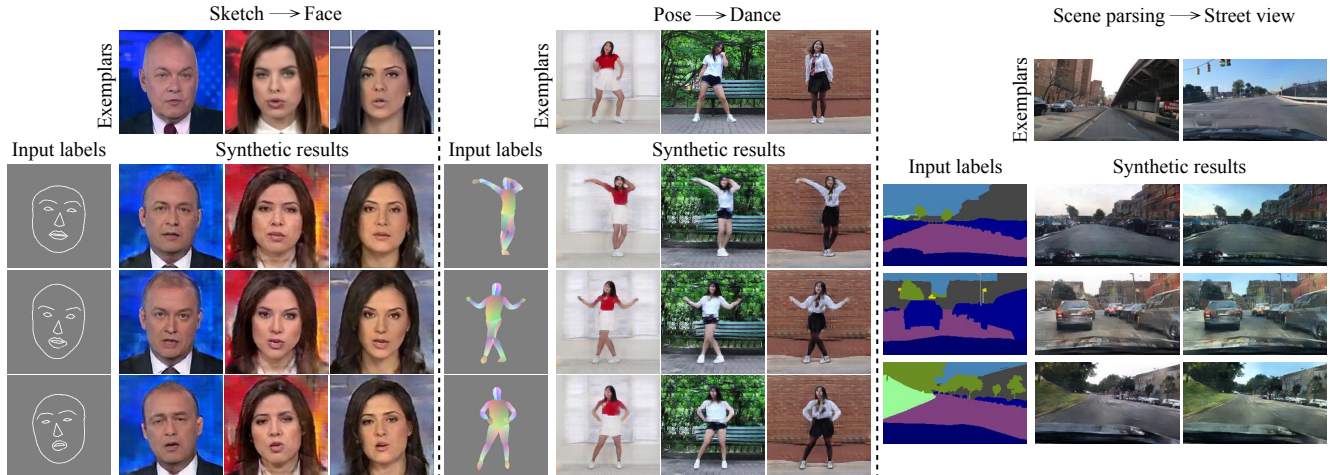 Sketch → Face
Exemplars
Input labels
Synthetic results
Pose → Dance
Exemplars
Input labels
Synthetic results
Scene parsing → Street view
Exemplars
Input labels
Synthetic results